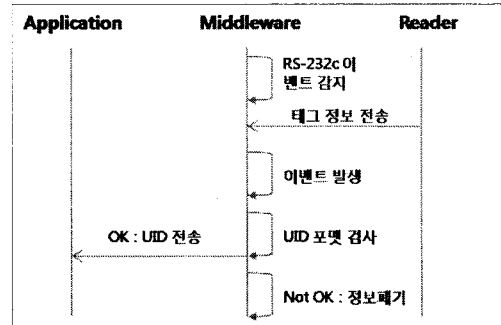 Application Middleware Reader
RS-232c 이
벤트 감지
태그 정보 전송
이벤트 발생
OK : UID 전송
UID 포맷 검사
Not OK : 정보폐기